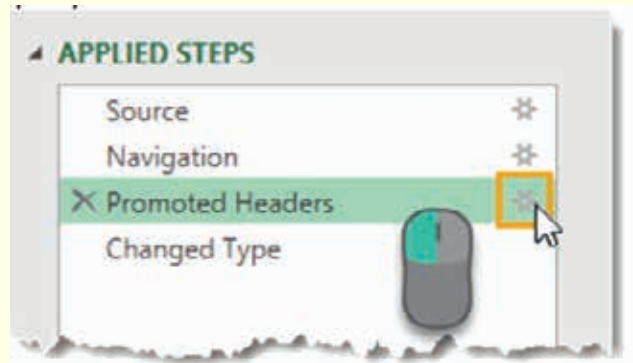 APPLIED STEPS
Source
Navigation
Promoted Headers
Changed Type